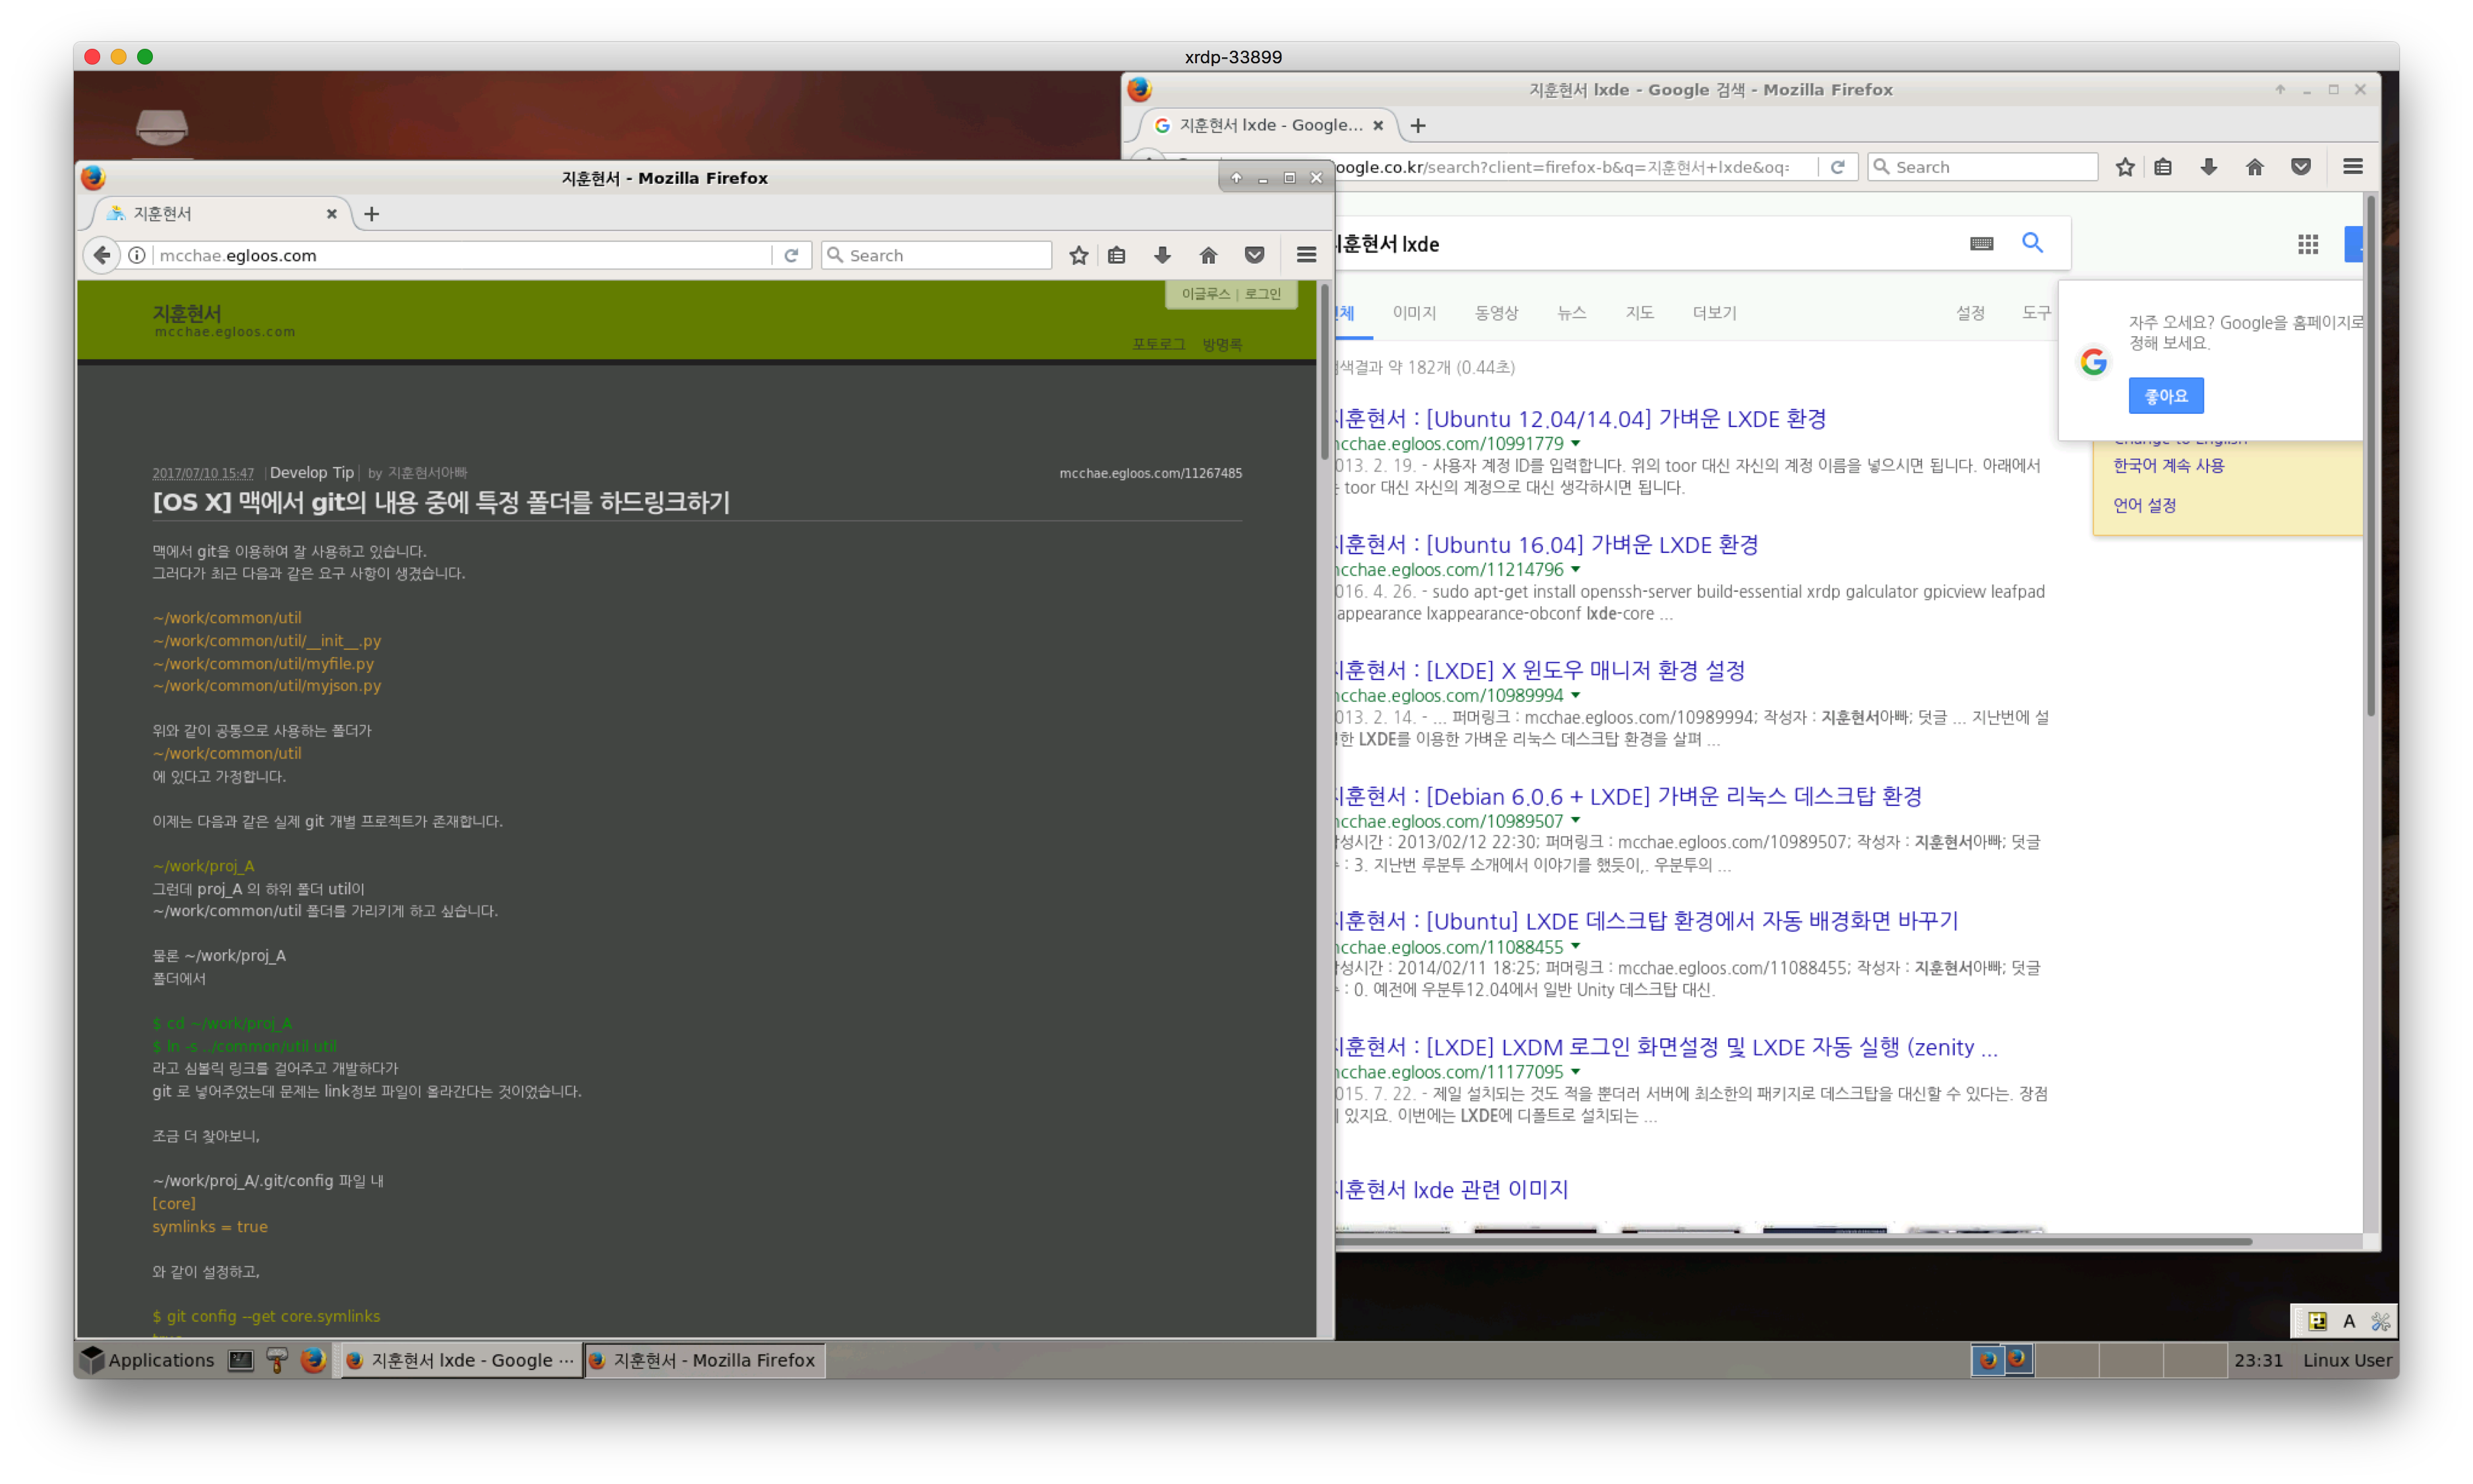 xrdp-33899
지훈현서 - Mozilla Firefox
지훈현서
mcchae.egloos.com
Search
이글루스 | 로그인
지훈현서
mcchae.egloos.com
포토로그 방명록
2017/07/10 15:47 Develop Tip by 지훈현서아빠
mcchae.egloos.com/11267485
[OS X] 맥에서 git의 내용 중에 특정 폴더를 하드링크하기
맥에서 git을 이용하여 잘 사용하고 있습니다.
그러다가 최근 다음과 같은 요구 사항이 생겼습니다.
~/work/common/util
~/work/common/util/__init__.py
~/work/common/util/myfile.py
~/work/common/util/myjson.py
위와 같이 공통으로 사용하는 폴더가
~/work/common/util
에 있다고 가정합니다.
이제는 다음과 같은 실제 git 개별 프로젝트가 존재합니다.
~/work/proj_A
그런데 proj_A 의 하위 폴더 util이
~/work/common/util 폴더를 가리키게 하고 싶습니다.
물론 ~/work/proj_A
폴더에서
$ cd ~/work/proj_A
$ ln -s ../common/util util
라고 심볼릭 링크를 걸어주고 개발하다가
git 로 넣어주었는데 문제는 link정보 파일이 올라간다는 것이었습니다.
조금 더 찾아보니,
~/work/proj_A/.git/config 파일 내
[core]
symlinks = true
와 같이 설정하고,
$ git config --get core.symlinks
지훈현서 lxde - Google 검색 - Mozilla Firefox
지훈현서 lxde - Google...
oogle.co.kr/search?client=firefox-b&q=지훈현서+lxde&oq=
Search
훈현서 lxde
이미지 동영상 뉴스 지도 더보기 설정 도구
색결과 약 182개 (0.44초)
자주 오세요? Google을 홈페이지로
정해 보세요.
좋아요
한국어 계속 사용
언어 설정
훈현서 : [Ubuntu 12.04/14.04] 가벼운 LXDE 환경
cchae.egloos.com/10991779
013. 2. 19. - 사용자 계정 ID를 입력합니다. 위의 toor 대신 자신의 계정 이름을 넣으시면 됩니다. 아래에서
toor 대신 자신의 계정으로 대신 생각하시면 됩니다.
훈현서 : [Ubuntu 16.04] 가벼운 LXDE 환경
cchae.egloos.com/11214796
016. 4. 26. - sudo apt-get install openssh-server build-essential xrdp galculator gpicview leafpad
appearance lxappearance-obconf lxde-core ...
훈현서 : [LXDE] X 윈도우 매니저 환경 설정
cchae.egloos.com/10989994
013. 2. 14. - ... 퍼머링크 : mcchae.egloos.com/10989994; 작성자 : 지훈현서아빠; 덧글 ... 지난번에 설
한 LXDE를 이용한 가벼운 리눅스 데스크탑 환경을 살펴 ...
훈현서 : [Debian 6.0.6 + LXDE] 가벼운 리눅스 데스크탑 환경
cchae.egloos.com/10989507
성시간 : 2013/02/12 22:30; 퍼머링크 : mcchae.egloos.com/10989507; 작성자 : 지훈현서아빠; 덧글
: 3. 지난번 루분투 소개에서 이야기를 했듯이,. 우분투의 ...
훈현서 : [Ubuntu] LXDE 데스크탑 환경에서 자동 배경화면 바꾸기
cchae.egloos.com/11088455
성시간 : 2014/02/11 18:25; 퍼머링크 : mcchae.egloos.com/11088455; 작성자 : 지훈현서아빠; 덧글
: 0. 예전에 우분투12.04에서 일반 Unity 데스크탑 대신.
훈현서 : [LXDE] LXDM 로그인 화면설정 및 LXDE 자동 실행 (zenity ...
cchae.egloos.com/11177095
015. 7. 22. - 제일 설치되는 것도 적을 뿐더러 서버에 최소한의 패키지로 데스크탑을 대신할 수 있다는. 장점
있지요. 이번에는 LXDE에 디폴트로 설치되는 ...
훈현서 lxde 관련 이미지
A
Applications 지훈현서 lxde - Google ... 지훈현서 - Mozilla Firefox 23:31 Linux User